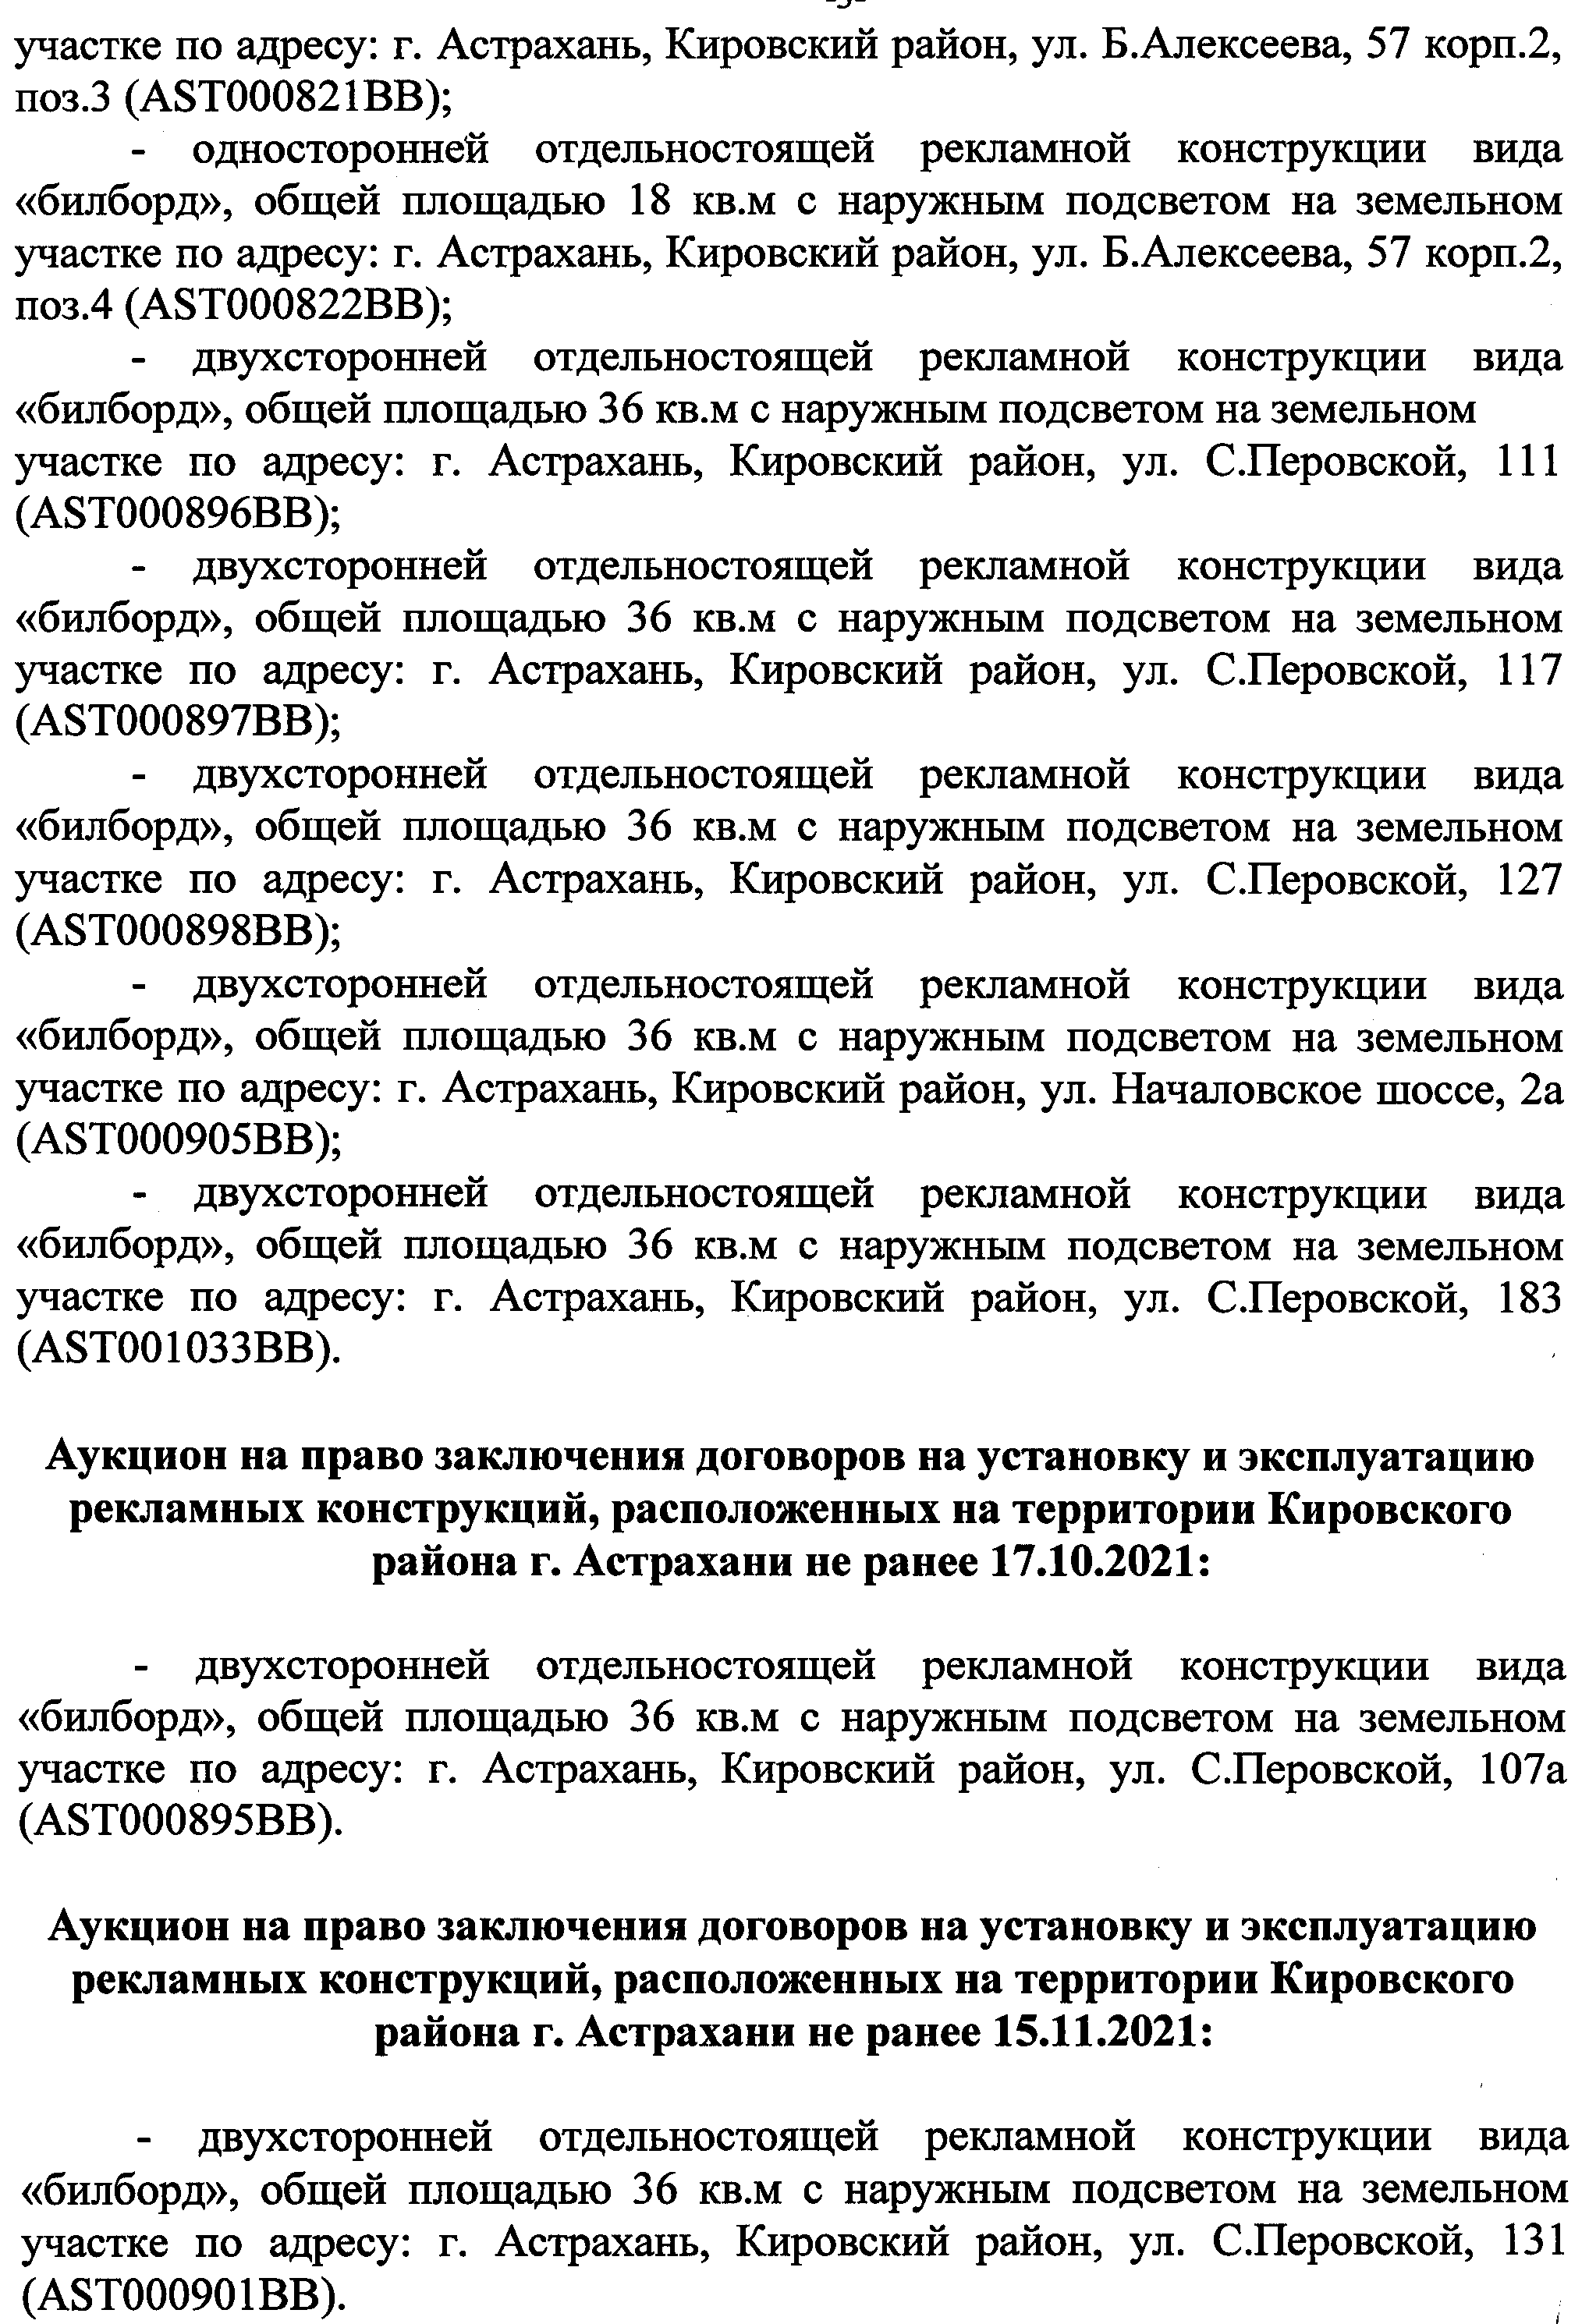 участке по адресу: г. Астрахань, Кировский район, ул. Б.Алексеева, 57 корп.2,
поз.3 (AST000821BB);
- односторонней отдельностоящей рекламной конструкции вида
«билборд», общей площадью 18 кв.м с наружным подсветом на земельном
участке по адресу: г. Астрахань, Кировский район, ул. Б.Алексеева, 57 корп.2,
поз.4 (AST000822BB);
- двухсторонней отдельностоящей рекламной конструкции вида
«билборд», общей площадью 36 кв.м с наружным подсветом на земельном
участке по адресу: г. Астрахань, Кировский район, ул. С.Перовской, 111
(AST000896BB);
- двухсторонней отдельностоящей рекламной конструкции вида
«билборд», общей площадью 36 кв.м с наружным подсветом на земельном
участке по адресу: г. Астрахань, Кировский район, ул. С.Перовской, 117
(AST000897BB);
- двухсторонней отдельностоящей рекламной конструкции вида
«билборд», общей площадью 36 кв.м с наружным подсветом на земельном
участке по адресу: г. Астрахань, Кировский район, ул. С.Перовской, 127
(AST000898BB);
- двухсторонней отдельностоящей рекламной конструкции вида
«билборд», общей площадью 36 кв.м с наружным подсветом на земельном
участке по адресу: г. Астрахань, Кировский район, ул. Началовское шоссе, 2а
(AST000905BB);
- двухсторонней отдельностоящей рекламной конструкции вида
«билборд», общей площадью 36 кв.м с наружным подсветом на земельном
участке по адресу: г. Астрахань, Кировский район, ул. С.Перовской, 183
(AST001033BB).
Аукцион на право заключения договоров на установку и эксплуатацию
рекламных конструкций, расположенных на территории Кировского
района г. Астрахани не ранее 17.10.2021:
- двухсторонней отдельностоящей рекламной конструкции вида
«билборд», общей площадью 36 кв.м с наружным подсветом на земельном
участке по адресу: г. Астрахань, Кировский район, ул. С.Перовской, 107а
(AST000895BB).
Аукцион на право заключения договоров на установку и эксплуатацию
рекламных конструкций, расположенных на территории Кировского
района г. Астрахани не ранее 15.11.2021:
- двухсторонней отдельностоящей рекламной конструкции вида
«билборд», общей площадью 36 кв.м с наружным подсветом на земельном
участке по адресу: г. Астрахань, Кировский район, ул. С.Перовской, 131
(AST000901BB).